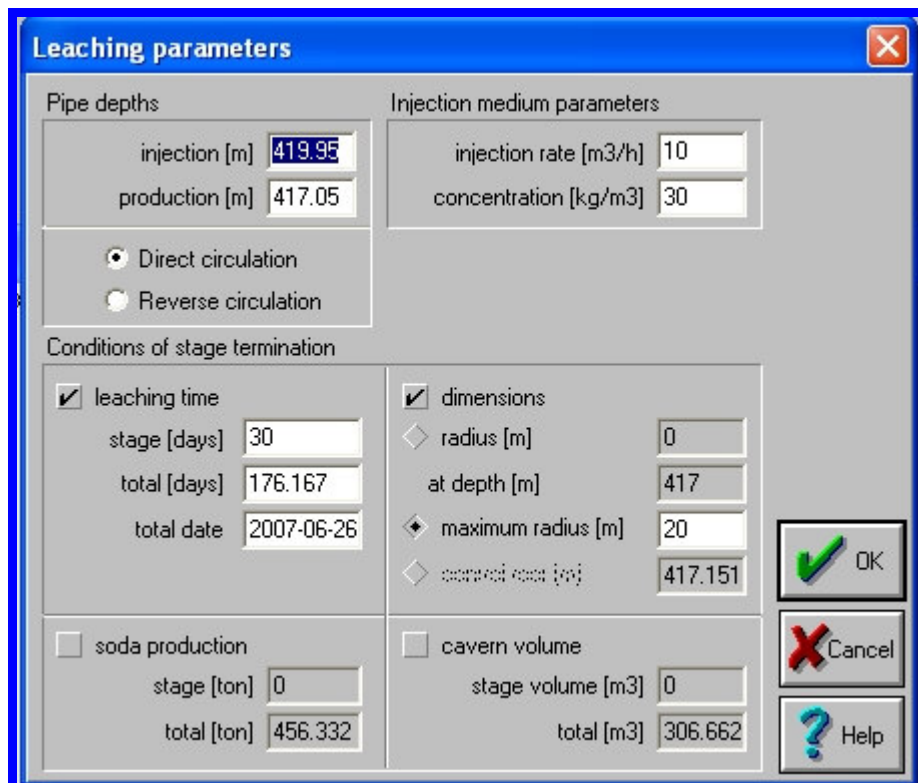 Leaching parameters
Pipe depths
injection [m] 419.95
production [m] 417.05
Direct circulation
Reverse circulation
Injection medium parameters
injection rate [m3/h] 10
concentration [kg/m3] 30
Conditions of stage termination
leaching time
stage [days] 30
total [days] 176.167
total date 2007-06-26
dimensions
radius [m] 0
at depth [m] 417
maximum radius [m] 20
[m] 417.151
soda production
stage [ton] 0
total [ton] 456.332
cavern volume
stage volume [m3] 0
total [m3] 306.662
OK
Cancel
Help